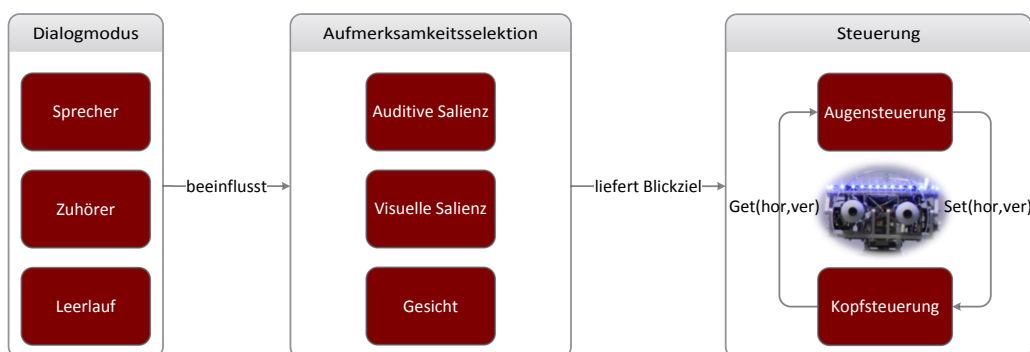 Dialogmodus
Sprecher
Zuhörer
Leerlauf
beeinflusst
Aufmerksamkeitsselektion
Auditive Salienz
Visuelle Salienz
Gesicht
liefert Blickziel
Steuerung
Augensteuerung
Get(hor,ver)
Set(hor,ver)
Kopfsteuerung